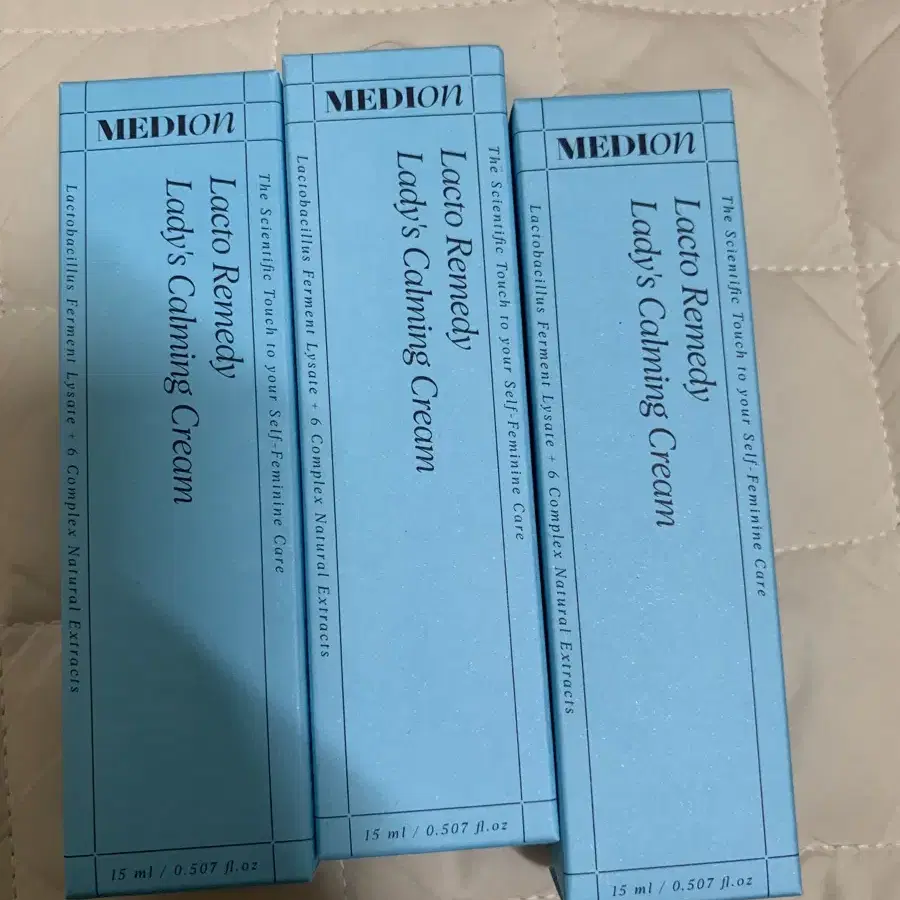 MEDION
The Scientific Touch to your Self-Feminine Care
Lacto Remedy
Lady's Calming Cream
Lactobacillus Ferment Lysate + 6 Complex Natural Extracts
15 ml / 0.507 fl.oz
MEDION
The Scientific Touch to your Self-Feminine Care
Lacto Remedy
Lady's Calming Cream
Lactobacillus Ferment Lysate + 6 Complex Natural Extracts
15 ml / 0.507 fl.oz
MEDION
The Scientific Touch to your Self-Feminine Care
Lacto Remedy
Lady's Calming Cream
Lactobacillus Ferment Lysate + 6 Complex Natural Extracts
15 ml / 0.507 fl.oz